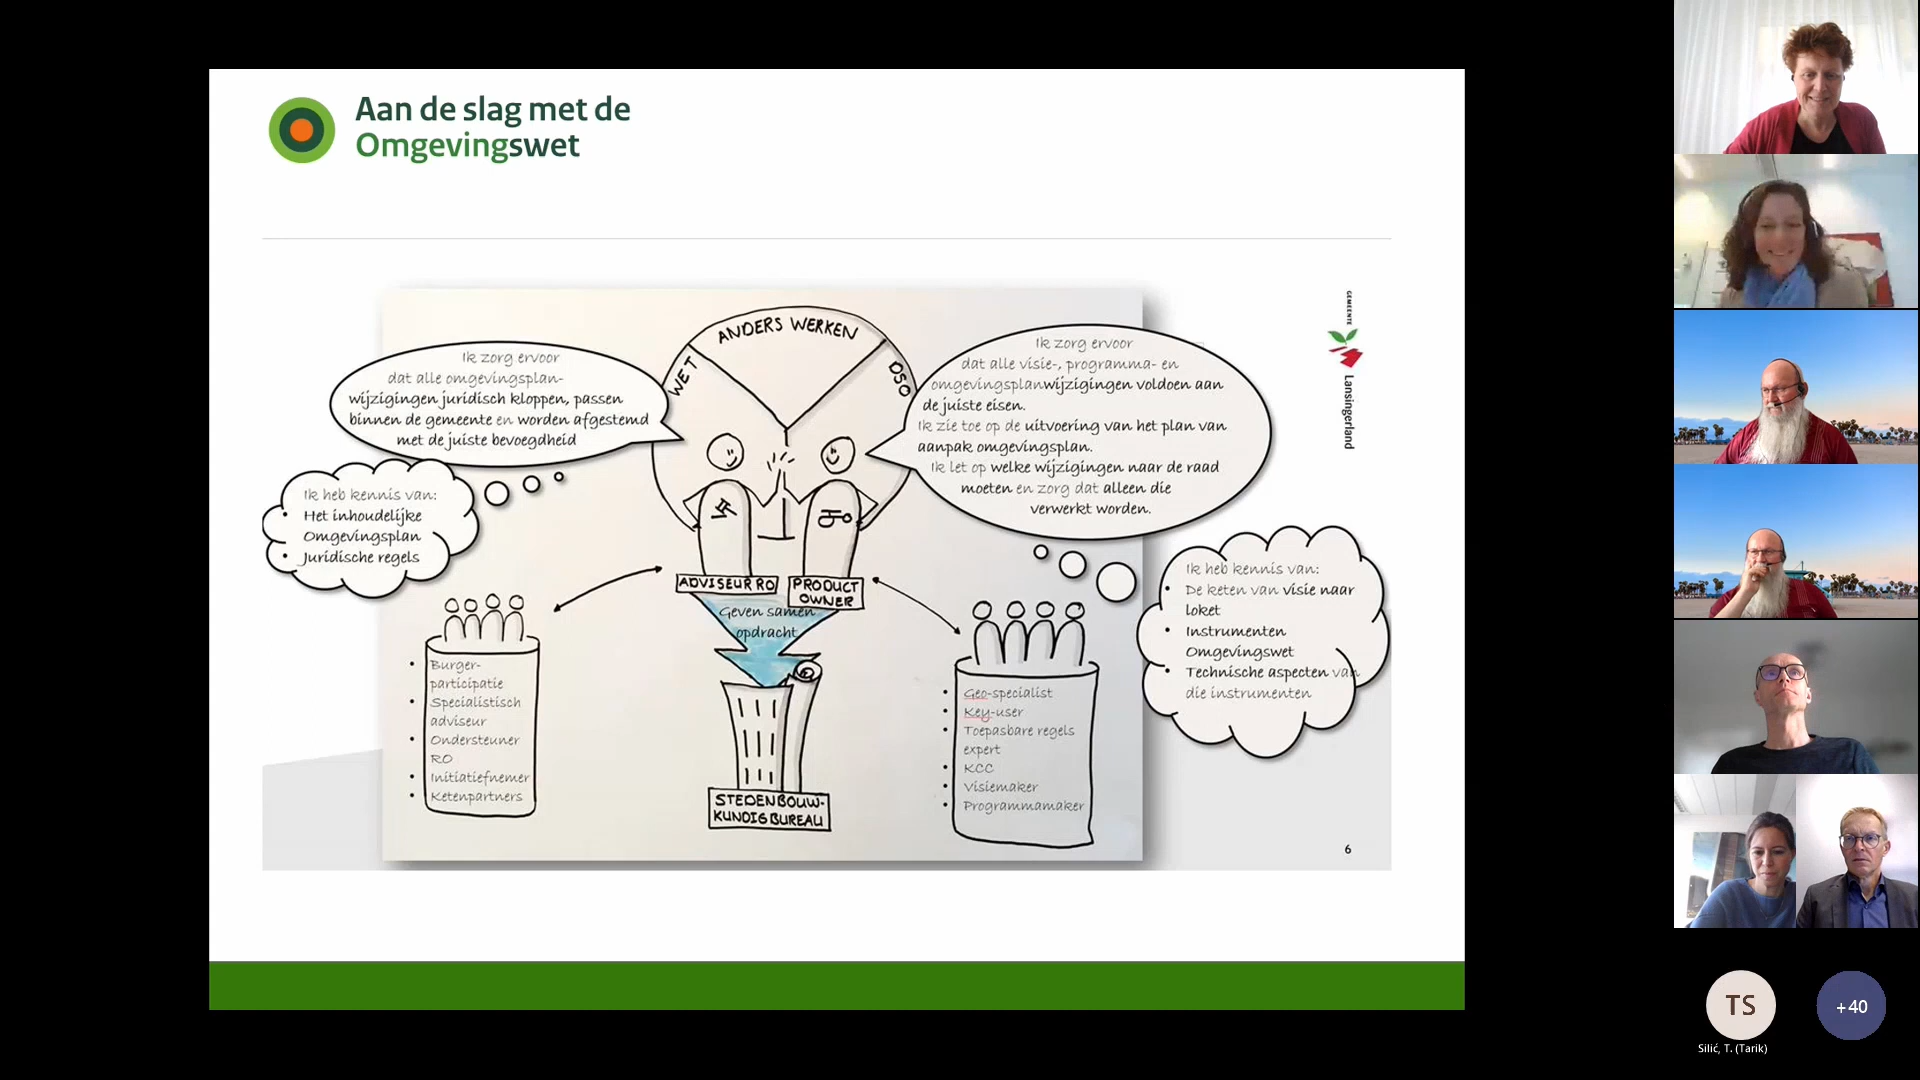 Aan de slag met de
Omgevingswet
GEMEENTE
Lansingerland
ANDERS WERKEN
WET
DSO
Ik zorg ervoor
dat alle omgevingsplan-
wijzigingen juridisch kloppen, passen
binnen de gemeente en worden afgestemd
met de juiste bevoegdheid
Ik zorg ervoor
dat alle visie-, programma- en
omgevingsplanwijzigingen voldoen aan
de juiste eisen.
Ik zie toe op de uitvoering van het plan van
aanpak omgevingsplan.
Ik let op welke wijzigingen naar de raad
moeten en zorg dat alleen die
verwerkt worden.
Ik heb kennis van:
• Het inhoudelijke
Omgevingsplan
• Juridische regels
Ik heb kennis van:
• De keten van visie naar
loket
• Instrumenten
Omgevingswet
• Technische aspecten van
die instrumenten
ADVISEUR RO
PRODUCT
OWNER
Geven samen
opdracht
• Burger-
participatie
• Specialistisch
adviseur
• Ondersteuner
RO
• Initiatiefnemer
• Ketenpartners
STEDENBOUW-
KUNDIG BUREAU
• Geo-specialist
• Key-user
• Toepasbare regels
expert
• KCC
• Visiemaker
• Programmamaker
6
TS
+40
Silić, T. (Tarik)